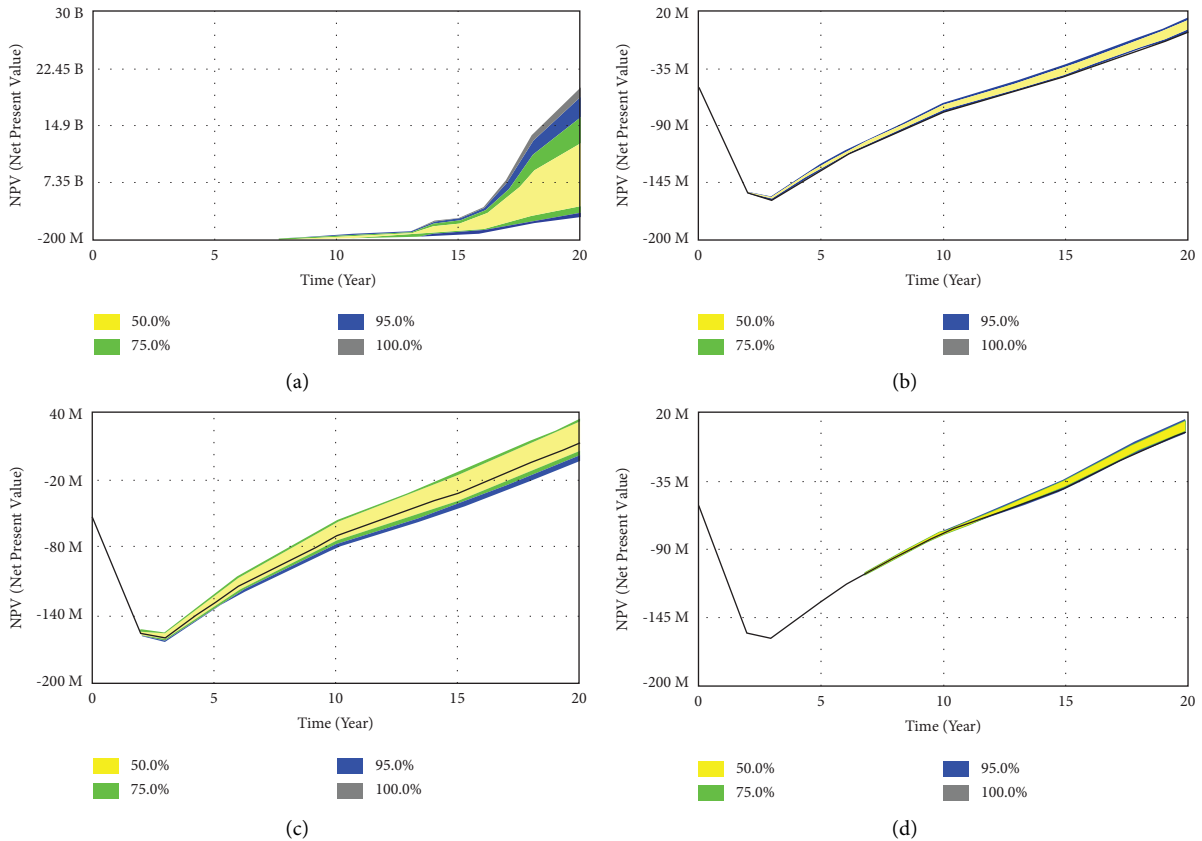 30 B
22.45 B
14.9 B
7.35 B
-200 M
NPV (Net Present Value)
0 5 10 15 20
Time (Year)
50.0% 95.0%
75.0% 100.0%
(a)
20 M
-35 M
-90 M
-145 M
-200 M
NPV (Net Present Value)
0 5 10 15 20
Time (Year)
50.0% 95.0%
75.0% 100.0%
(b)
40 M
-20 M
-80 M
-140 M
-200 M
NPV (Net Present Value)
0 5 10 15 20
Time (Year)
50.0% 95.0%
75.0% 100.0%
(c)
20 M
-35 M
-90 M
-145 M
-200 M
NPV (Net Present Value)
0 5 10 15 20
Time (Year)
50.0% 95.0%
75.0% 100.0%
(d)